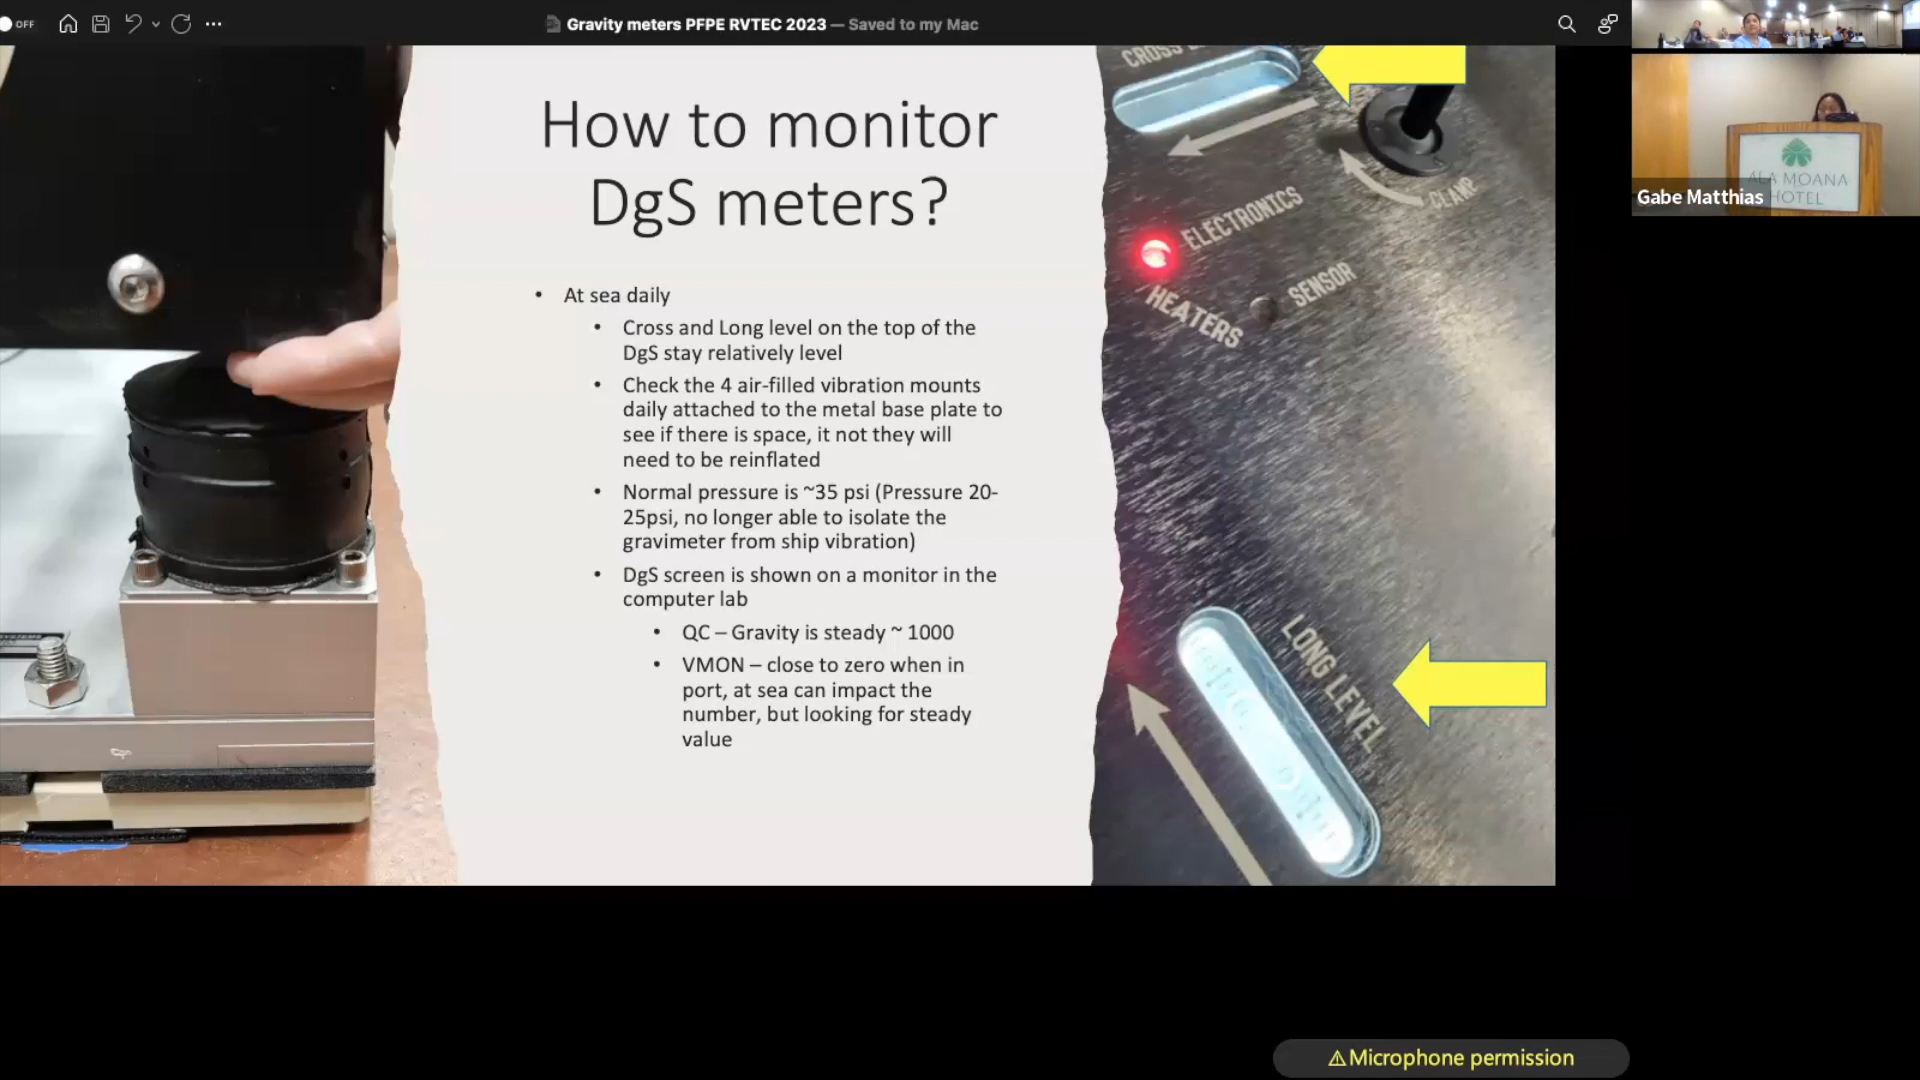 OFF
Gravity meters PFPE RVTEC 2023 — Saved to my Mac
How to monitor
DgS meters?
• At sea daily
• Cross and Long level on the top of the
DgS stay relatively level
• Check the 4 air-filled vibration mounts
daily attached to the metal base plate to
see if there is space, it not they will
need to be reinflated
• Normal pressure is ~35 psi (Pressure 20-
25psi, no longer able to isolate the
gravimeter from ship vibration)
• DgS screen is shown on a monitor in the
computer lab
• QC – Gravity is steady ~ 1000
• VMON – close to zero when in
port, at sea can impact the
number, but looking for steady
value
CROSS
CLAMP
ELECTRONICS
SENSOR
HEATERS
LONG LEVEL
ALA MOANA
HOTEL
Gabe Matthias
⚠Microphone permission